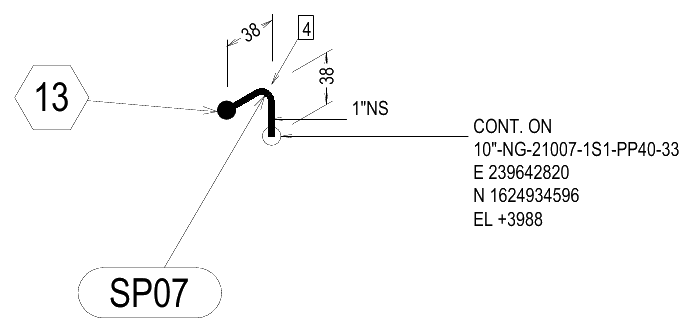 38
4
38
13
1"NS
CONT. ON
10"-NG-21007-1S1-PP40-33
E 239642820
N 1624934596
EL +3988
SP07